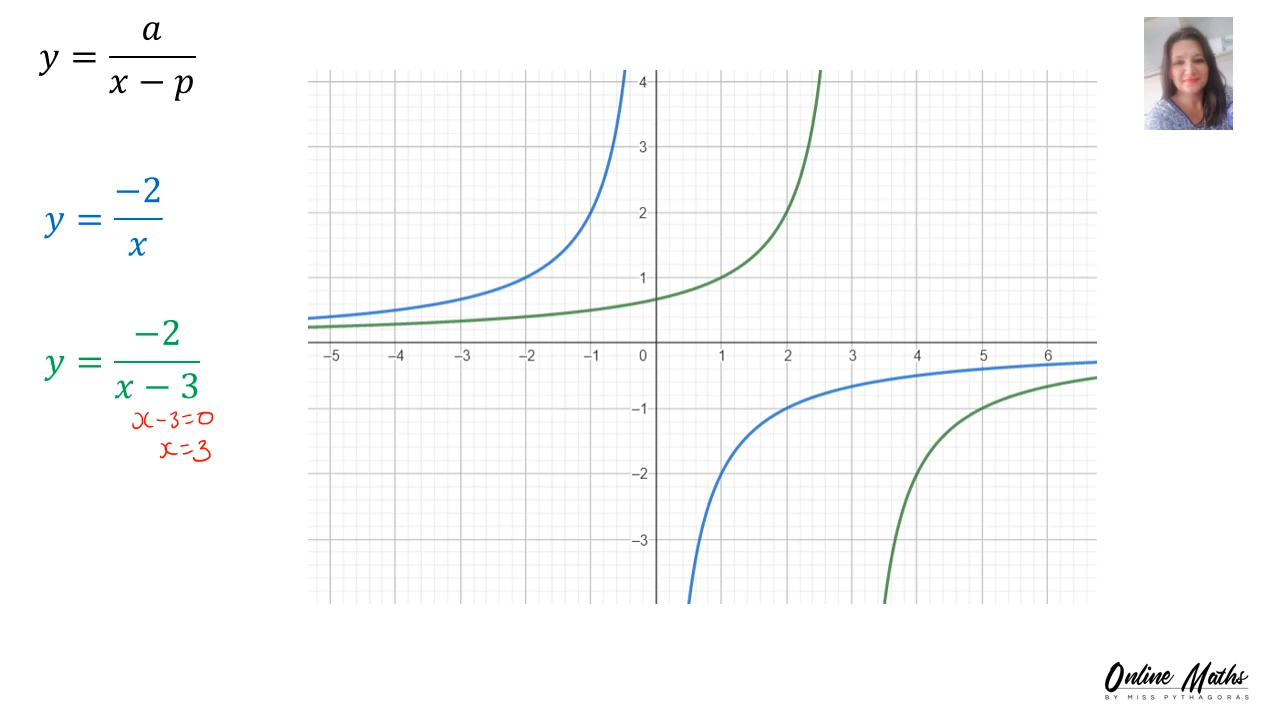 y = a / (x − p)
y = −2 / x
y = −2 / (x − 3)
x−3=0
x=3
4
3
2
1
−5 −4 −3 −2 −1 0 1 2 3 4 5 6
−1
−2
−3
Online Maths
BY MISS PYTHAGORAS